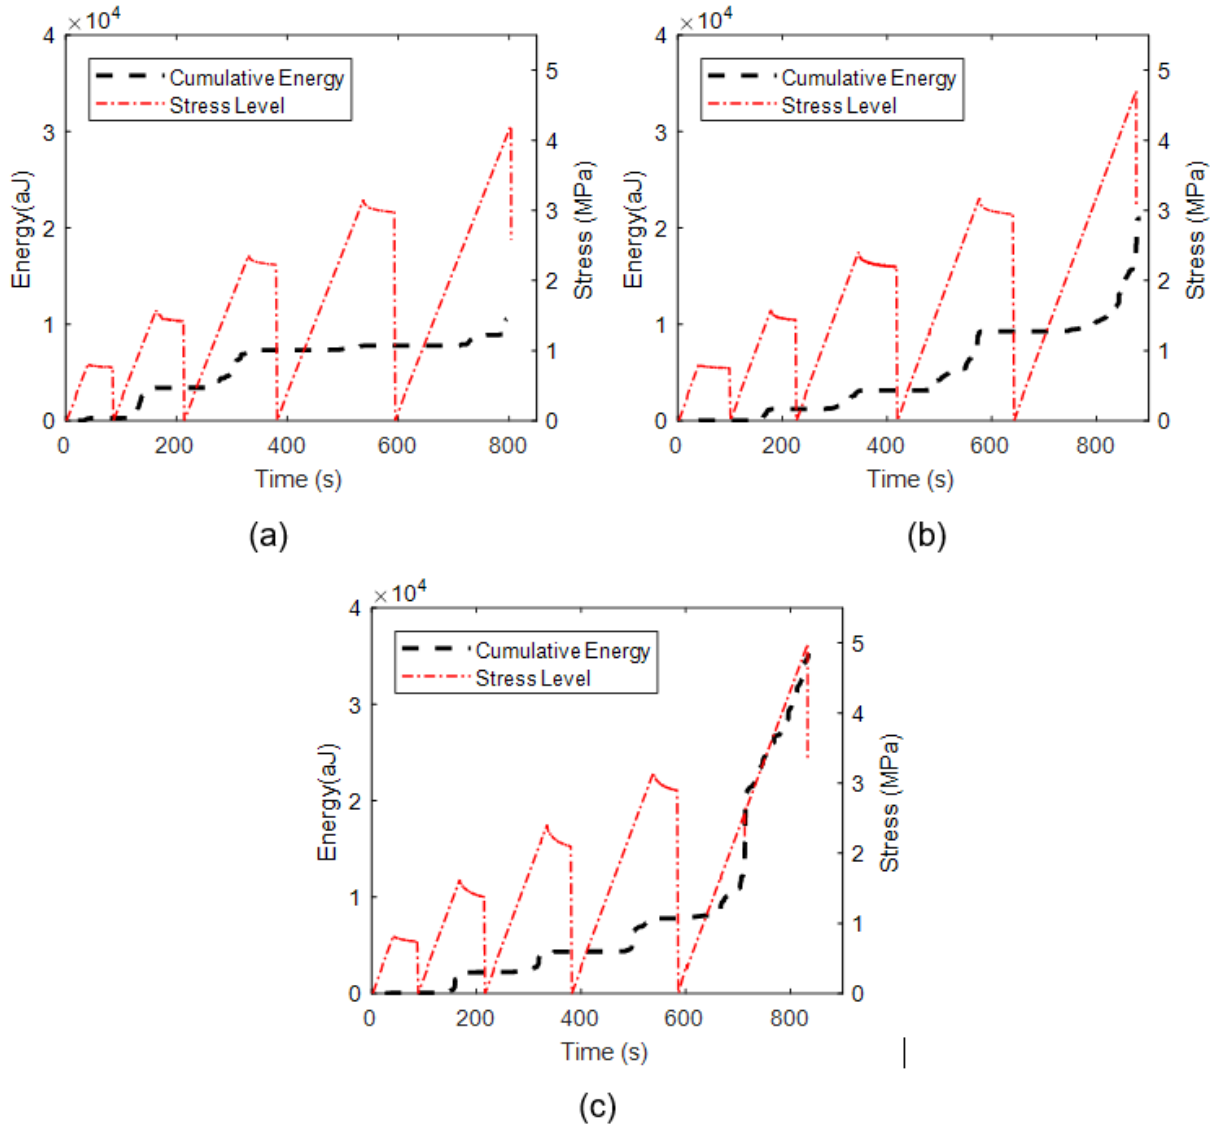 ×10⁴
Cumulative Energy
Stress Level
4
3
2
1
0
Energy(aJ)
5
4
3
2
1
0
Stress (MPa)
0 200 400 600 800
Time (s)
(a)
×10⁴
Cumulative Energy
Stress Level
4
3
2
1
0
Energy(aJ)
5
4
3
2
1
0
Stress (MPa)
0 200 400 600 800
Time (s)
(b)
×10⁴
Cumulative Energy
Stress Level
4
3
2
1
0
Energy(aJ)
5
4
3
2
1
0
Stress (MPa)
0 200 400 600 800
Time (s)
(c)